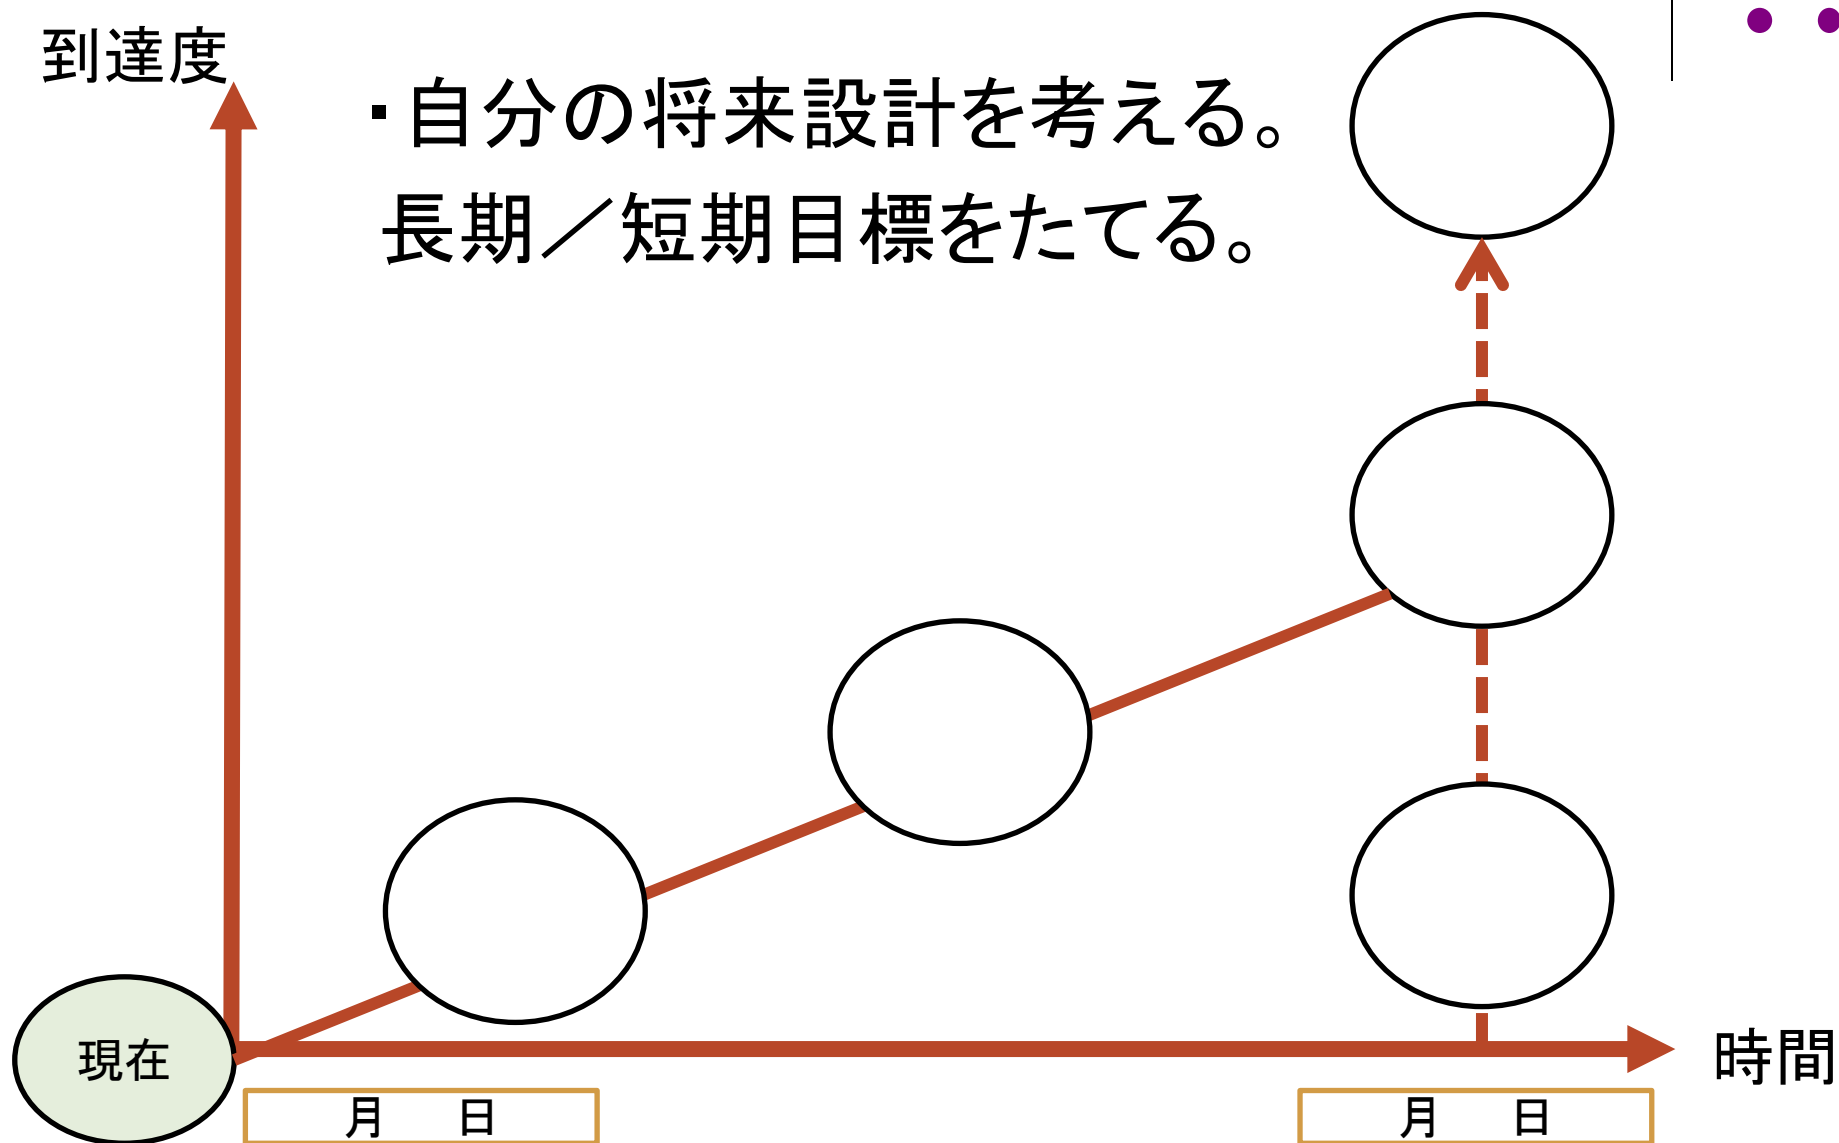 到達度
・自分の将来設計を考える。
長期／短期目標をたてる。
現在
時間
月 日
月 日